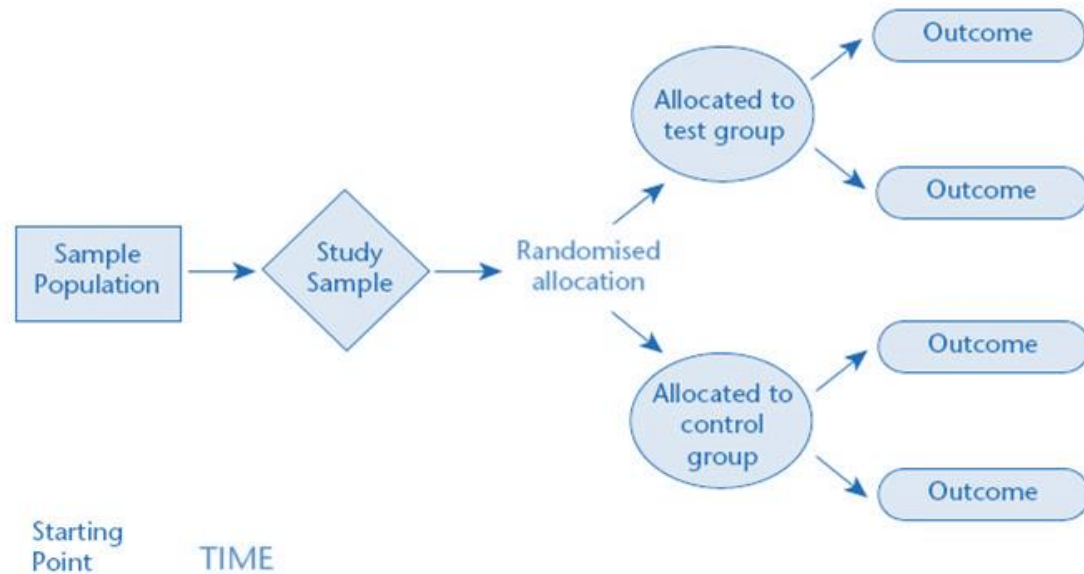 Sample
Population
Study
Sample
Randomised
allocation
Allocated to
test group
Outcome
Outcome
Allocated to
control
group
Outcome
Outcome
Starting
Point
TIME